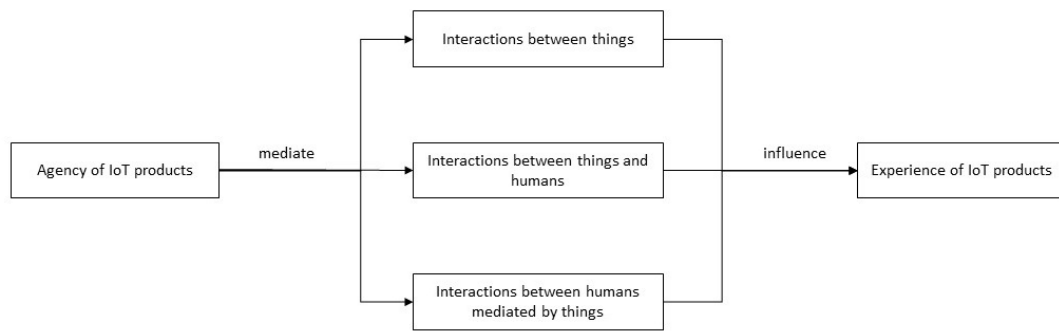 Interactions between things
mediate
influence
Agency of IoT products
Interactions between things and
humans
Experience of IoT products
Interactions between humans
mediated by things